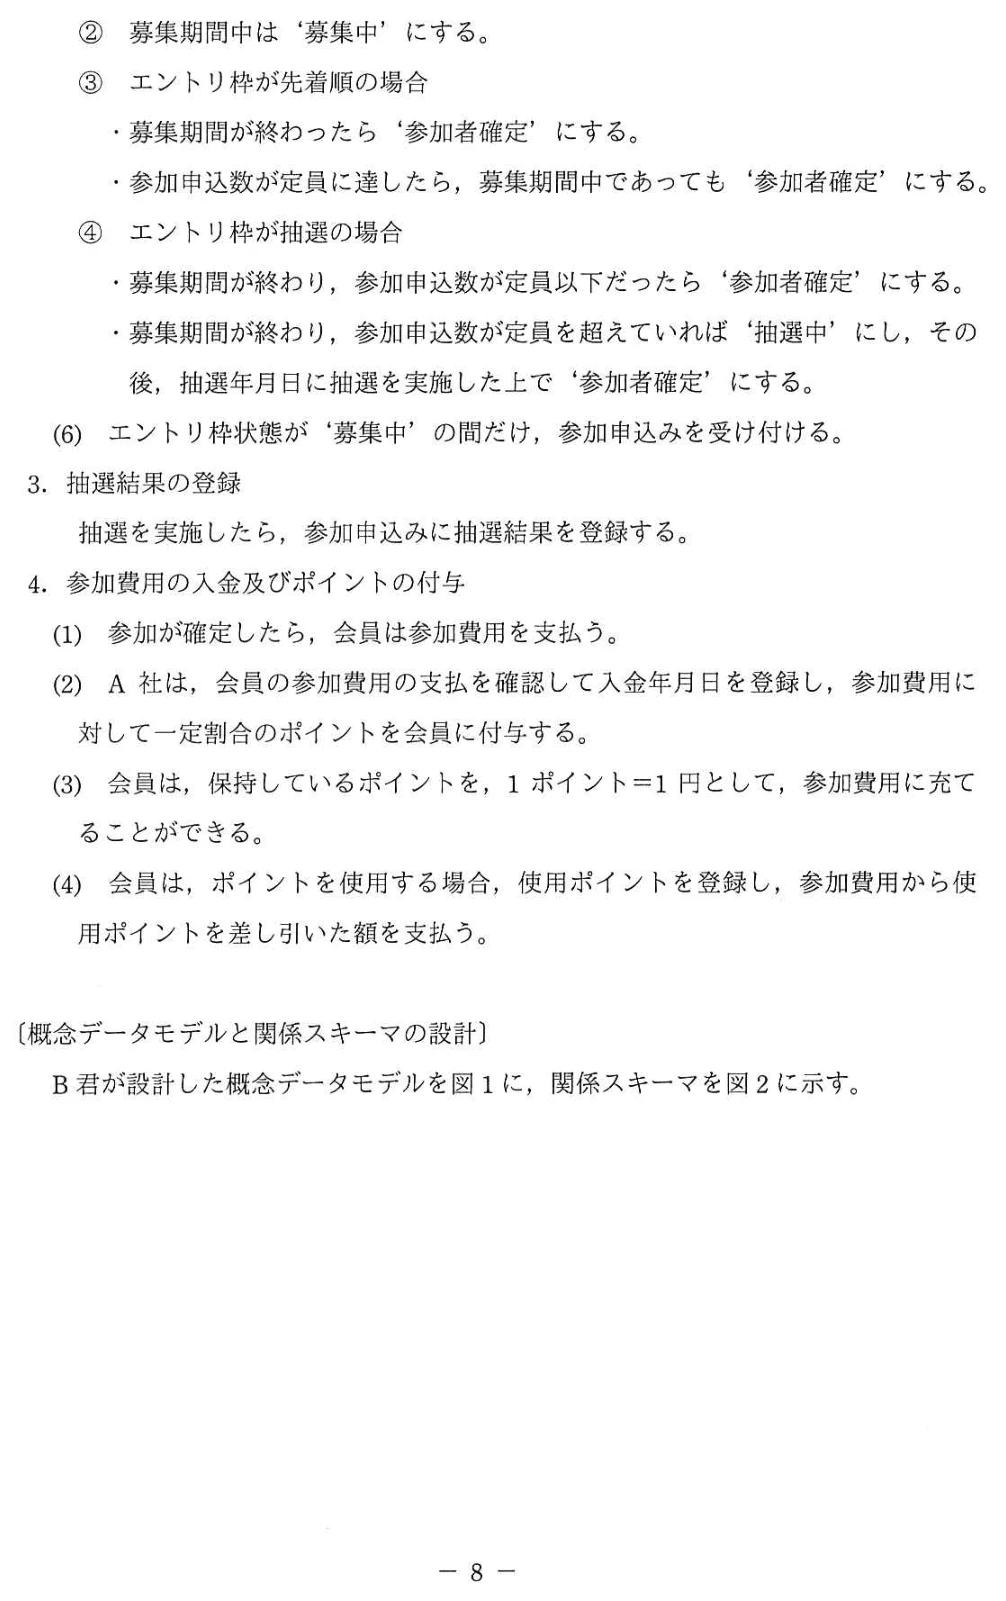 ② 募集期間中は‘募集中’にする。
③ エントリ枠が先着順の場合
・募集期間が終わったら‘参加者確定’にする。
・参加申込数が定員に達したら，募集期間中であっても‘参加者確定’にする。
④ エントリ枠が抽選の場合
・募集期間が終わり，参加申込数が定員以下だったら‘参加者確定’にする。
・募集期間が終わり，参加申込数が定員を超えていれば‘抽選中’にし，その
後，抽選年月日に抽選を実施した上で‘参加者確定’にする。
(6) エントリ枠状態が‘募集中’の間だけ，参加申込みを受け付ける。
3．抽選結果の登録
抽選を実施したら，参加申込みに抽選結果を登録する。
4．参加費用の入金及びポイントの付与
(1) 参加が確定したら，会員は参加費用を支払う。
(2) A 社は，会員の参加費用の支払を確認して入金年月日を登録し，参加費用に
対して一定割合のポイントを会員に付与する。
(3) 会員は，保持しているポイントを，1 ポイント＝1 円として，参加費用に充て
ることができる。
(4) 会員は，ポイントを使用する場合，使用ポイントを登録し，参加費用から使
用ポイントを差し引いた額を支払う。
〔概念データモデルと関係スキーマの設計〕
B 君が設計した概念データモデルを図 1 に，関係スキーマを図 2 に示す。
－ 8 －